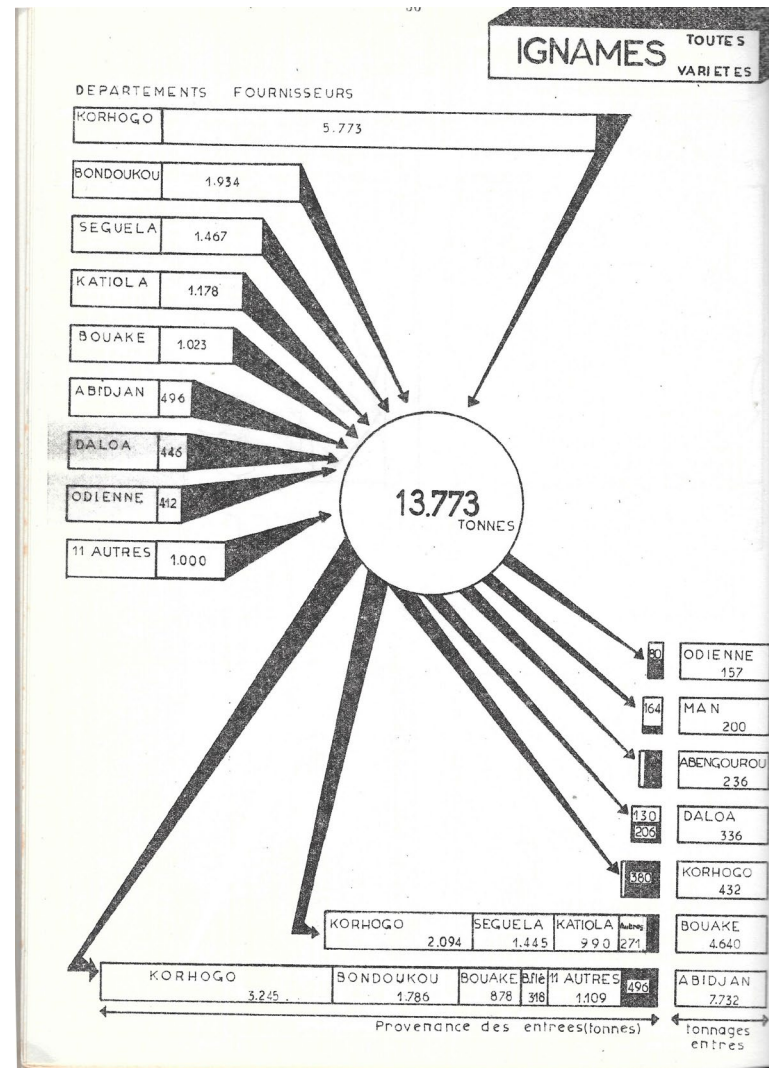 IGNAMES TOUTES VARIETES
DEPARTEMENTS FOURNISSEURS
KORHOGO 5.773
BONDOUKOU 1.934
SEGUELA 1.467
KATIOLA 1.178
BOUAKE 1.023
ABIDJAN 496
DALOA 446
ODIENNE 412
11 AUTRES 1.000
13.773 TONNES
80 ODIENNE 157
164 MAN 200
ABENGOUROU 236
130 206 DALOA 336
380 KORHOGO 432
KORHOGO 2.094 SEGUELA 1.445 KATIOLA 990 Autres 271 BOUAKE 4.640
KORHOGO 3.245 BONDOUKOU 1.786 BOUAKE 878 B.flé 318 11 AUTRES 1.109 496 ABIDJAN 7.732
Provenance des entrees(tonnes)
tonnages
entres